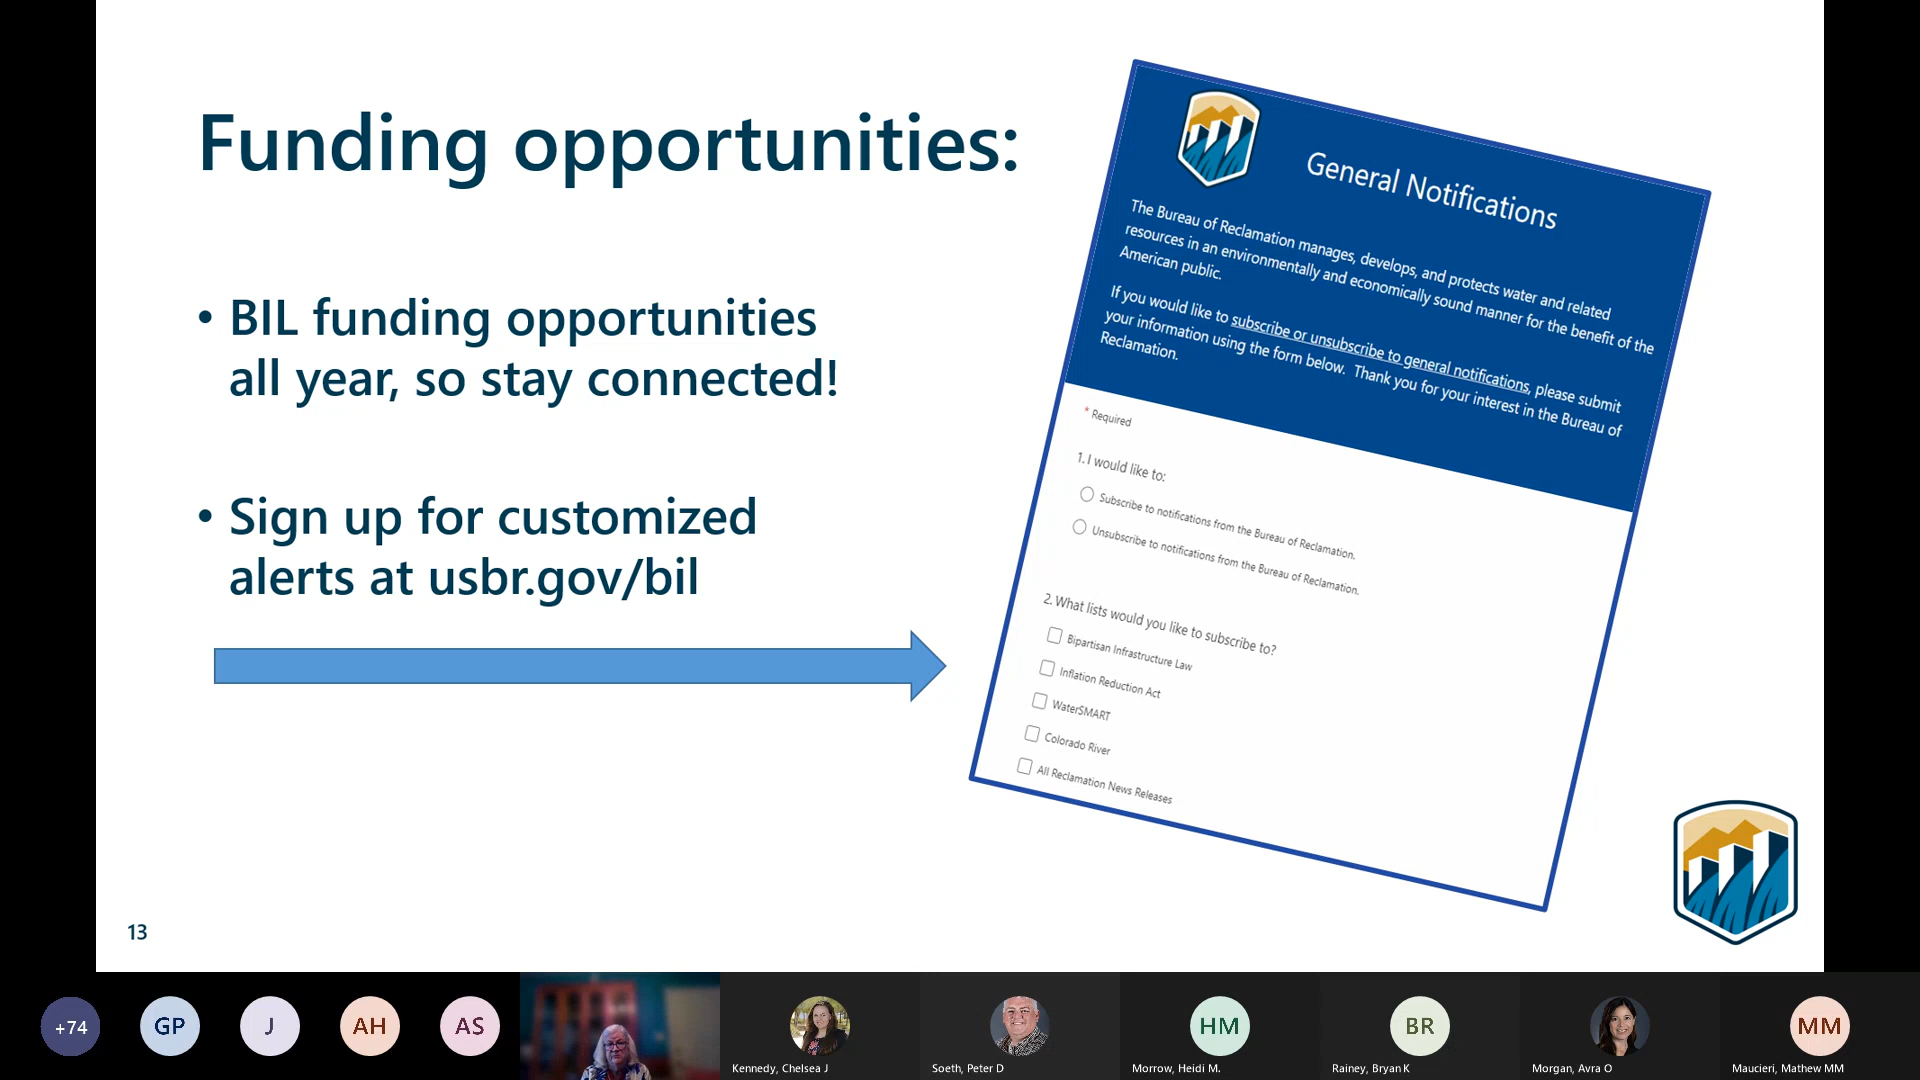 Funding opportunities:
• BIL funding opportunities
all year, so stay connected!
• Sign up for customized
alerts at usbr.gov/bil
General Notifications
The Bureau of Reclamation manages, develops, and protects water and related
resources in an environmentally and economically sound manner for the benefit of the
American public.
If you would like to subscribe or unsubscribe to general notifications, please submit
your information using the form below.  Thank you for your interest in the Bureau of
Reclamation.
* Required
1. I would like to:
Subscribe to notifications from the Bureau of Reclamation.
Unsubscribe to notifications from the Bureau of Reclamation.
2. What lists would you like to subscribe to?
Bipartisan Infrastructure Law
Inflation Reduction Act
WaterSMART
Colorado River
All Reclamation News Releases
13
+74
GP
J
AH
AS
HM
BR
MM
Kennedy, Chelsea J
Soeth, Peter D
Morrow, Heidi M.
Rainey, Bryan K
Morgan, Avra O
Maucieri, Mathew MM